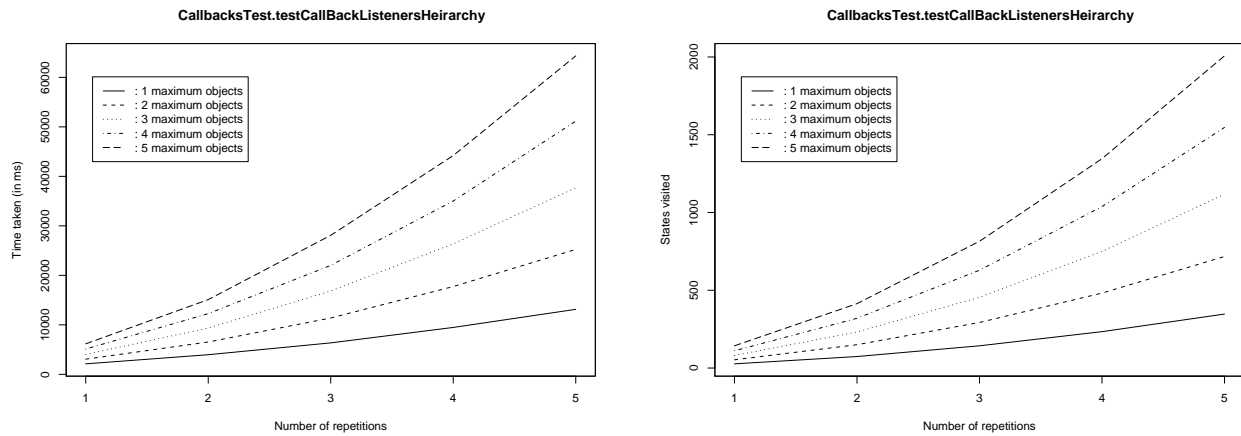 CallbacksTest.testCallBackListenersHeirarchy
Time taken (in ms)
60000
50000
40000
30000
20000
10000
0
: 1 maximum objects
: 2 maximum objects
: 3 maximum objects
: 4 maximum objects
: 5 maximum objects
1 2 3 4 5
Number of repetitions
CallbacksTest.testCallBackListenersHeirarchy
States visited
2000
1500
1000
500
0
: 1 maximum objects
: 2 maximum objects
: 3 maximum objects
: 4 maximum objects
: 5 maximum objects
1 2 3 4 5
Number of repetitions